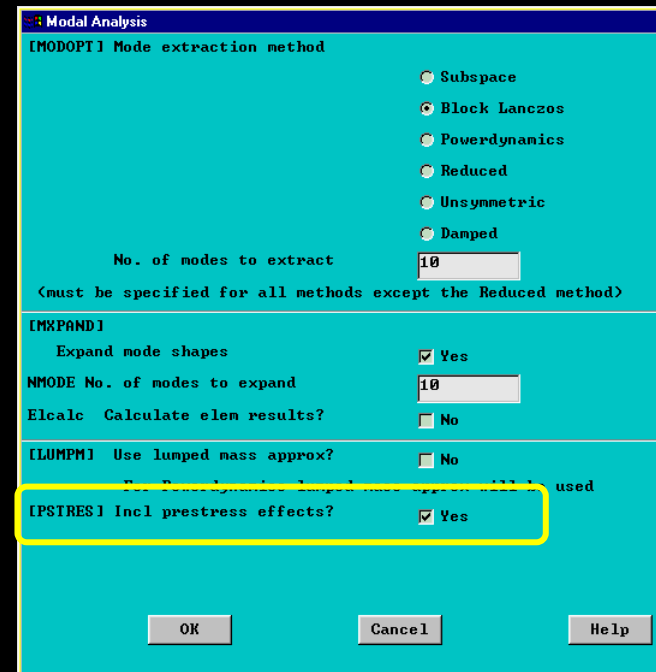 Modal Analysis
[MODOPT] Mode extraction method
Subspace
Block Lanczos
Powerdynamics
Reduced
Unsymmetric
Damped
No. of modes to extract 10
(must be specified for all methods except the Reduced method)
[MXPAND]
Expand mode shapes Yes
NMODE No. of modes to expand 10
Elcalc Calculate elem results? No
[LUMPM] Use lumped mass approx? No
For Powerdynamics lumped mass approx will be used
[PSTRES] Incl prestress effects? Yes
OK Cancel Help